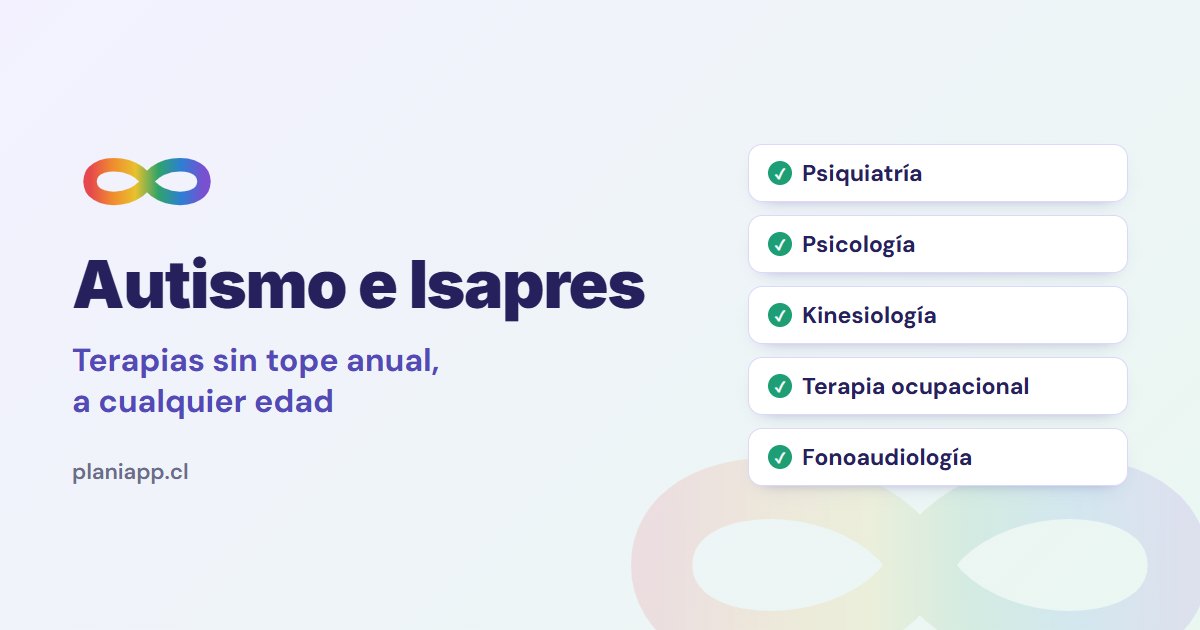 Autismo e Isapres
Terapias sin tope anual,
a cualquier edad
planiapp.cl
Psiquiatría
Psicología
Kinesiología
Terapia ocupacional
Fonoaudiología